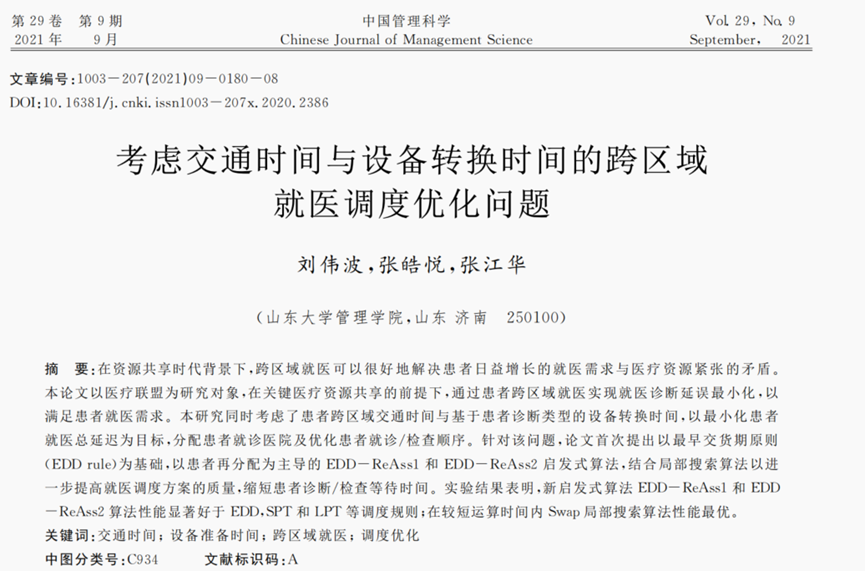 第 29 卷 第 9 期 中国管理科学 Vol. 29, No. 9
2021 年 9 月 Chinese Journal of Management Science September, 2021
文章编号:1003-207(2021)09-0180-08
DOI:10.16381/j.cnki.issn1003-207x.2020.2386
考虑交通时间与设备转换时间的跨区域
就医调度优化问题
刘伟波,张皓悦,张江华
(山东大学管理学院,山东 济南 250100)
摘 要:在资源共享时代背景下,跨区域就医可以很好地解决患者日益增长的就医需求与医疗资源紧张的矛盾。
本论文以医疗联盟为研究对象,在关键医疗资源共享的前提下,通过患者跨区域就医实现就医诊断延误最小化,以
满足患者就医需求。本研究同时考虑了患者跨区域交通时间与基于患者诊断类型的设备转换时间,以最小化患者
就医总延迟为目标,分配患者就诊医院及优化患者就诊/检查顺序。针对该问题,论文首次提出以最早交货期原则
(EDD rule)为基础,以患者再分配为主导的 EDD-ReAss1 和 EDD-ReAss2 启发式算法,结合局部搜索算法以进
一步提高就医调度方案的质量,缩短患者诊断/检查等待时间。实验结果表明,新启发式算法 EDD-ReAss1 和 EDD
-ReAss2 算法性能显著好于 EDD,SPT 和 LPT 等调度规则;在较短运算时间内 Swap 局部搜索算法性能最优。
关键词:交通时间; 设备准备时间; 跨区域就医; 调度优化
中图分类号:C934 文献标识码:A